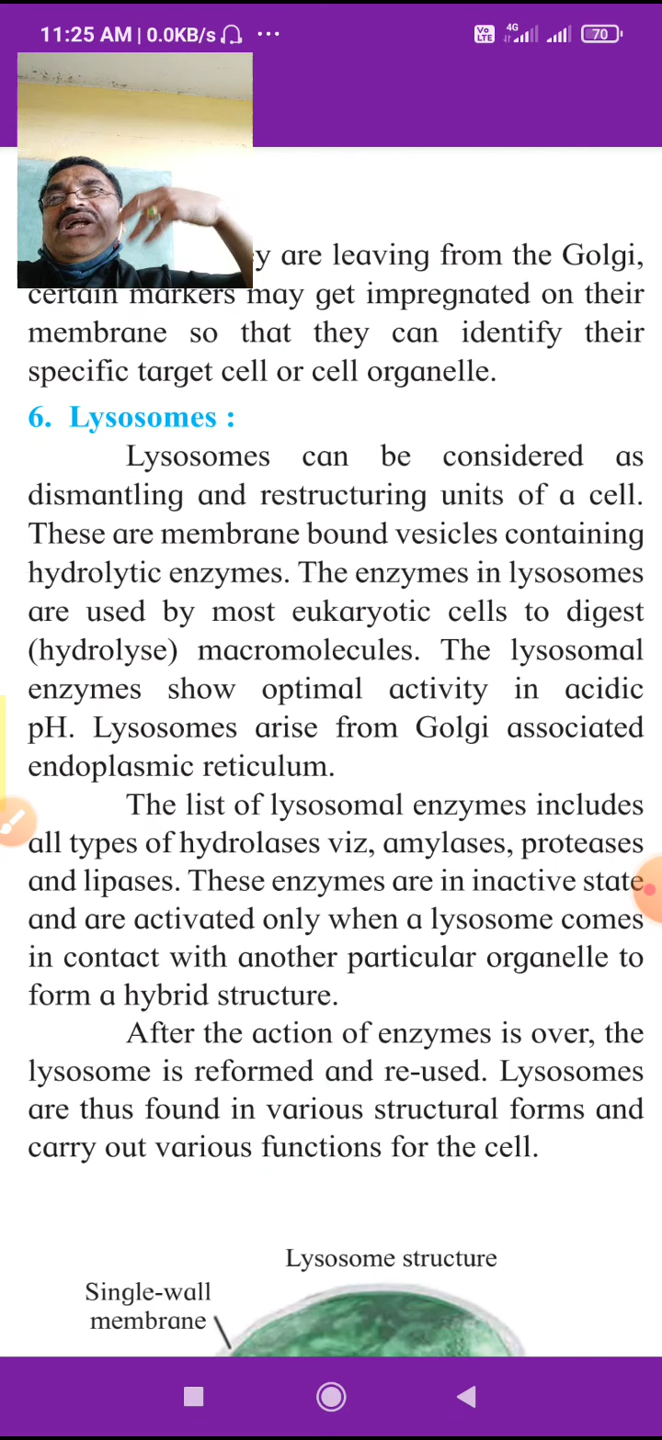 11:25 AM | 0.0KB/s
Vo LTE 4G 70
y are leaving from the Golgi,
certain markers may get impregnated on their
membrane so that they can identify their
specific target cell or cell organelle.
6. Lysosomes :
Lysosomes can be considered as
dismantling and restructuring units of a cell.
These are membrane bound vesicles containing
hydrolytic enzymes. The enzymes in lysosomes
are used by most eukaryotic cells to digest
(hydrolyse) macromolecules. The lysosomal
enzymes show optimal activity in acidic
pH. Lysosomes arise from Golgi associated
endoplasmic reticulum.
The list of lysosomal enzymes includes
all types of hydrolases viz, amylases, proteases
and lipases. These enzymes are in inactive state
and are activated only when a lysosome comes
in contact with another particular organelle to
form a hybrid structure.
After the action of enzymes is over, the
lysosome is reformed and re-used. Lysosomes
are thus found in various structural forms and
carry out various functions for the cell.
Lysosome structure
Single-wall
membrane